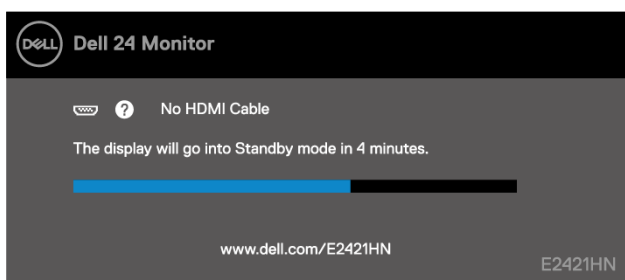 DELL Dell 24 Monitor
? No HDMI Cable
The display will go into Standby mode in 4 minutes.
www.dell.com/E2421HN
E2421HN